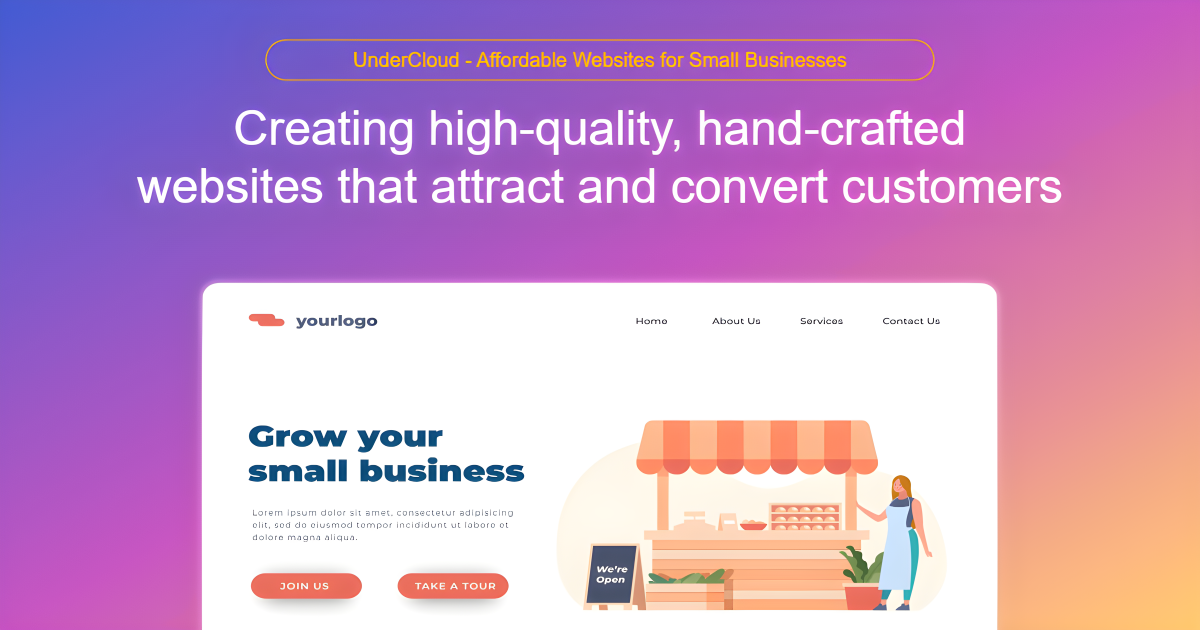 UnderCloud - Affordable Websites for Small Businesses
Creating high-quality, hand-crafted
websites that attract and convert customers
yourlogo
Home About Us Services Contact Us
Grow your
small business
Lorem ipsum dolor sit amet, consectetur adipisicing
elit, sed do eiusmod tempor incididunt ut labore et
dolore magna aliqua.
JOIN US TAKE A TOUR
We're
Open